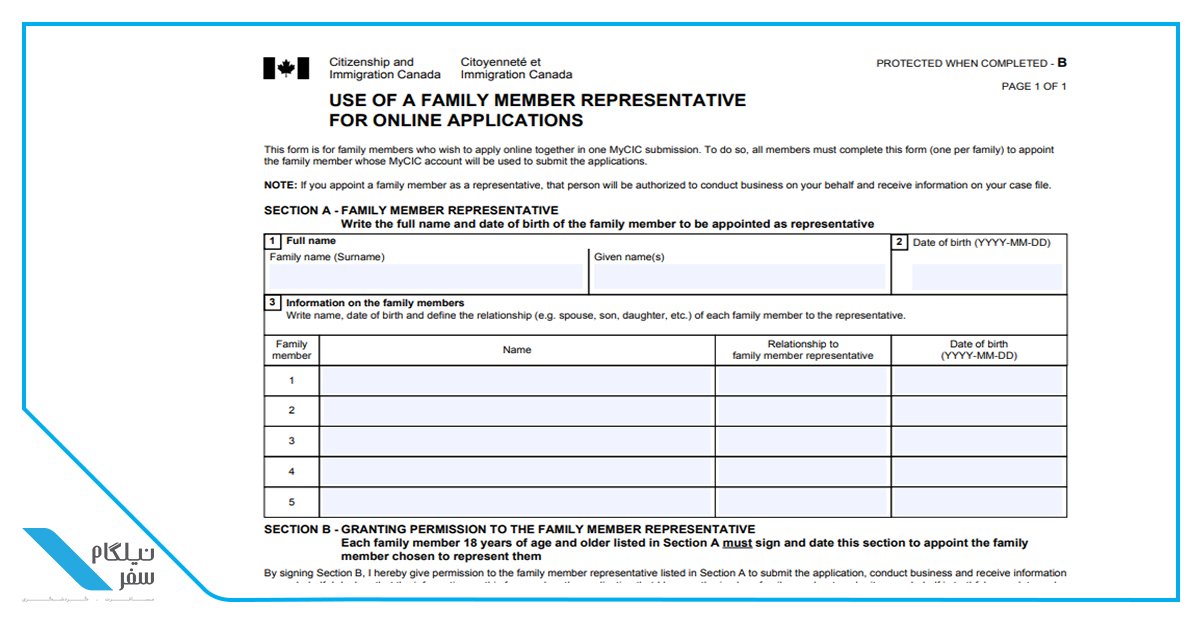 Citizenship and
Immigration Canada
Citoyenneté et
Immigration Canada
PROTECTED WHEN COMPLETED - B
PAGE 1 OF 1
USE OF A FAMILY MEMBER REPRESENTATIVE
FOR ONLINE APPLICATIONS
This form is for family members who wish to apply online together in one MyCIC submission. To do so, all members must complete this form (one per family) to appoint
the family member whose MyCIC account will be used to submit the applications.
NOTE: If you appoint a family member as a representative, that person will be authorized to conduct business on your behalf and receive information on your case file.
SECTION A - FAMILY MEMBER REPRESENTATIVE
Write the full name and date of birth of the family member to be appointed as representative
1 Full name
Family name (Surname)
Given name(s)
2 Date of birth (YYYY-MM-DD)
3 Information on the family members
Write name, date of birth and define the relationship (e.g. spouse, son, daughter, etc.) of each family member to the representative.
Family
member
Name
Relationship to
family member representative
Date of birth
(YYYY-MM-DD)
1
2
3
4
5
SECTION B - GRANTING PERMISSION TO THE FAMILY MEMBER REPRESENTATIVE
Each family member 18 years of age and older listed in Section A must sign and date this section to appoint the family
member chosen to represent them
By signing Section B, I hereby give permission to the family member representative listed in Section A to submit the application, conduct business and receive information
نیلگام
سفر